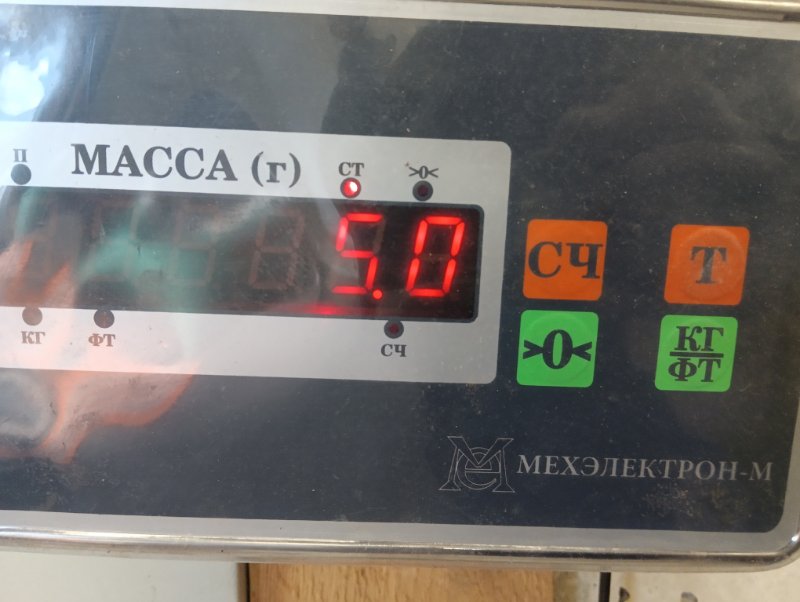 П МАССА (г) СТ >0<
5.0
КГ ФТ СЧ
СЧ Т
>0< КГ/ФТ
МЕХЭЛЕКТРОН-М